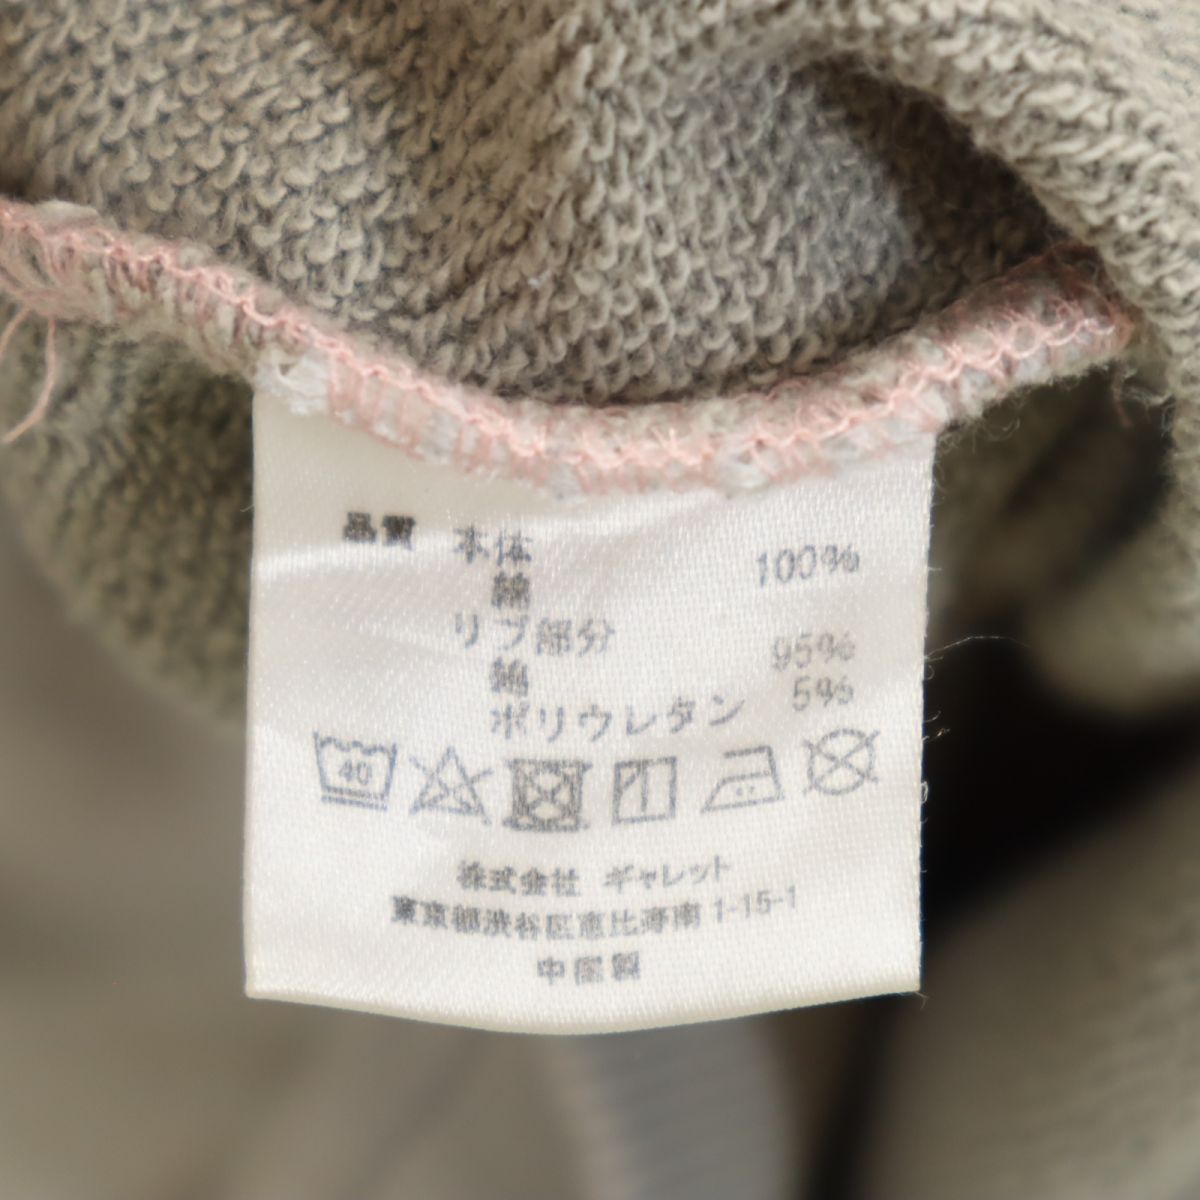 品質 本体
綿 100%
リブ部分
綿 95%
ポリウレタン 5%
40
株式会社 ギャレット
東京都渋谷区恵比寿南1-15-1
中国製